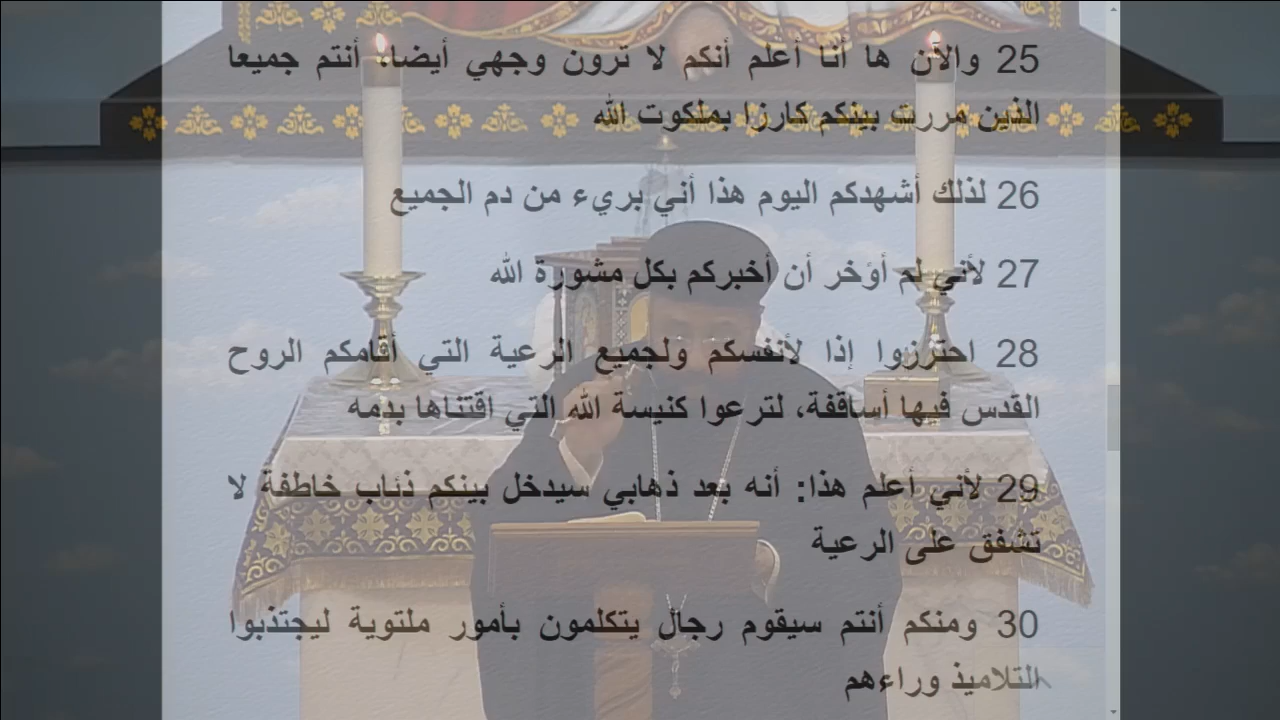 25 والآن ها أنا أعلم أنكم لا ترون وجهي أيضا، أنتم جميعا
الذين مررت بينكم كارزا بملكوت الله
26 لذلك أشهدكم اليوم هذا أني بريء من دم الجميع
27 لأني لم أؤخر أن أخبركم بكل مشورة الله
28 احترزوا إذا لأنفسكم ولجميع الرعية التي أقامكم الروح
القدس فيها أساقفة، لترعوا كنيسة الله التي اقتناها بدمه
29 لأني أعلم هذا: أنه بعد ذهابي سيدخل بينكم ذئاب خاطفة لا
تشفق على الرعية
30 ومنكم أنتم سيقوم رجال يتكلمون بأمور ملتوية ليجتذبوا
التلاميذ وراءهم